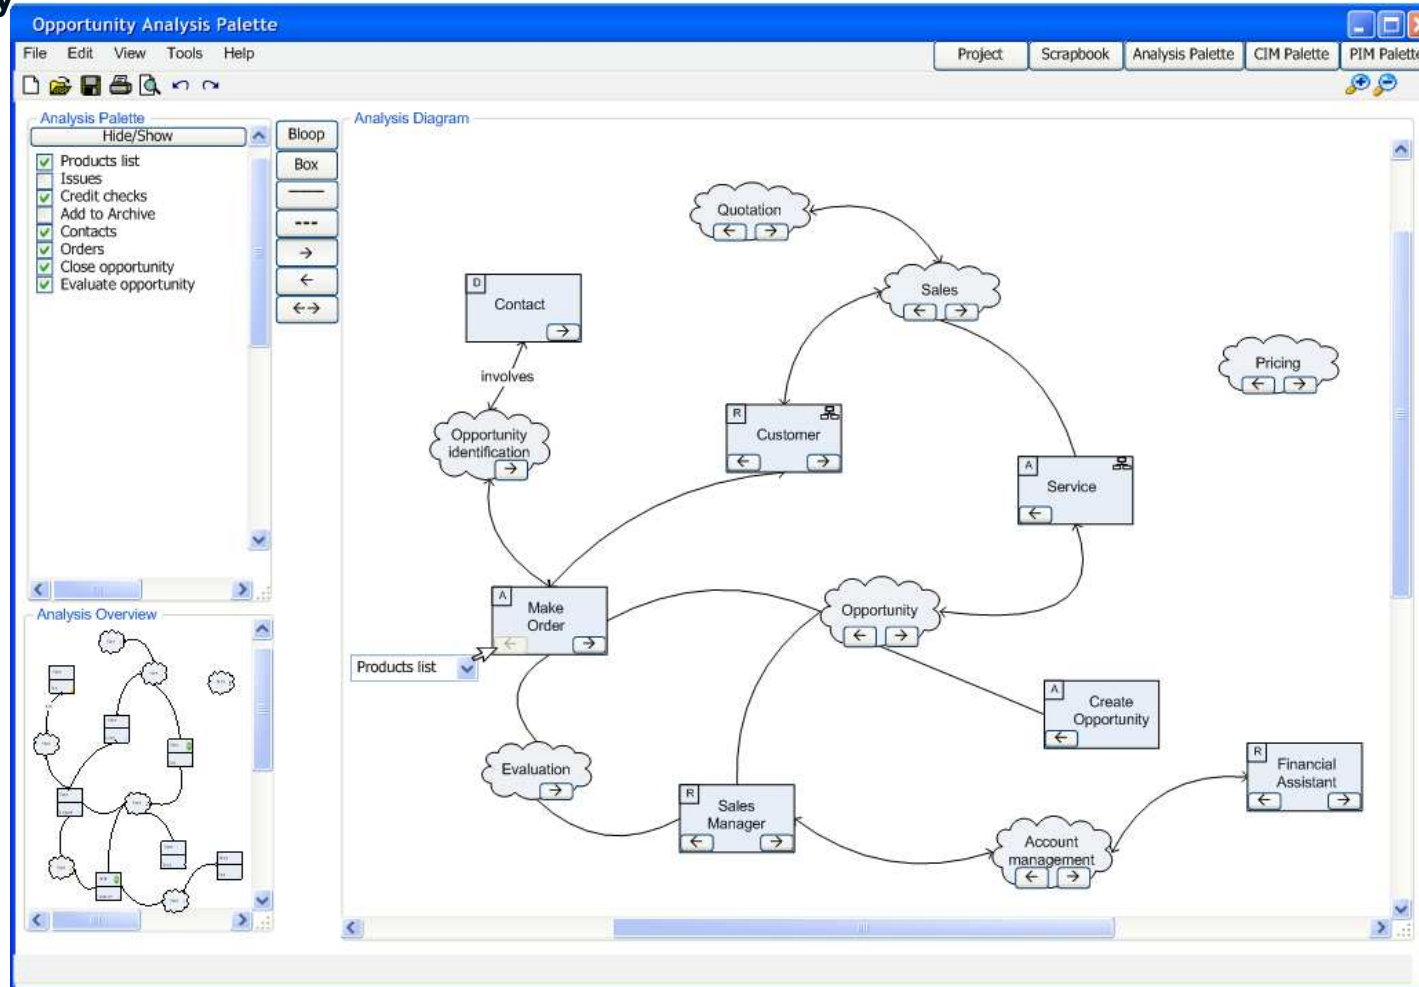 y
Opportunity Analysis Palette
File Edit View Tools Help
Project Scrapbook Analysis Palette CIM Palette PIM Palette
Analysis Palette
Hide/Show
Products list
Issues
Credit checks
Add to Archive
Contacts
Orders
Close opportunity
Evaluate opportunity
Bloop
Box
Analysis Diagram
Quotation
Sales
D
Contact
involves
Pricing
R
Customer
Opportunity
identification
A
Service
A
Make
Order
Opportunity
Products list
A
Create
Opportunity
Evaluation
R
Sales
Manager
R
Financial
Assistant
Account
management
Analysis Overview